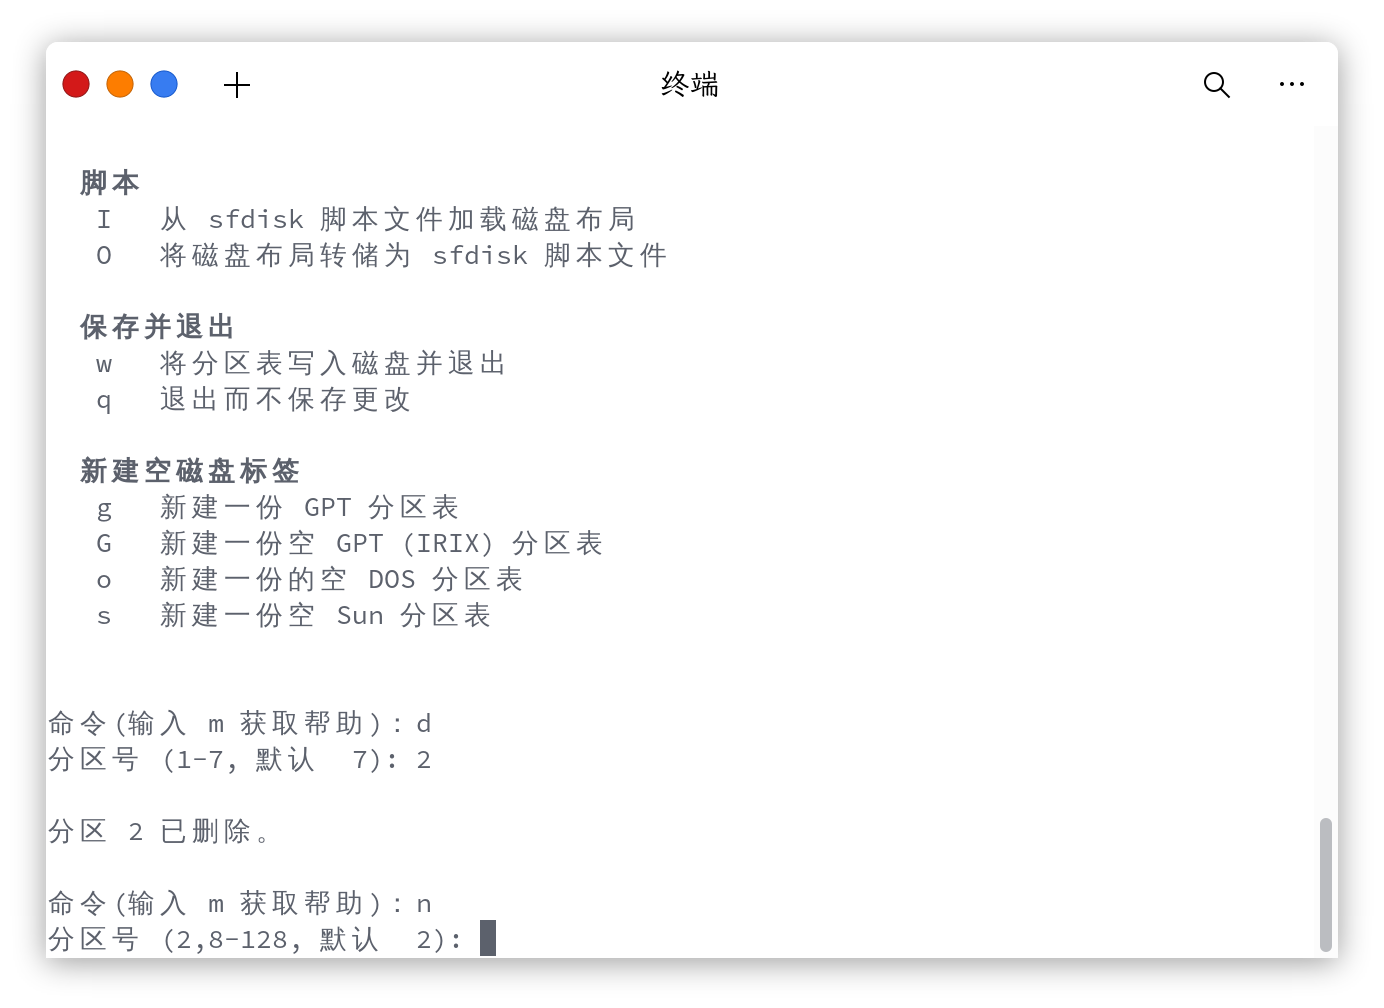 终端
脚本
I 从 sfdisk 脚本文件加载磁盘布局
O 将磁盘布局转储为 sfdisk 脚本文件
保存并退出
w 将分区表写入磁盘并退出
q 退出而不保存更改
新建空磁盘标签
g 新建一份 GPT 分区表
G 新建一份空 GPT (IRIX) 分区表
o 新建一份的空 DOS 分区表
s 新建一份空 Sun 分区表
命令(输入 m 获取帮助)：d
分区号 (1-7, 默认  7): 2
分区 2 已删除。
命令(输入 m 获取帮助)：n
分区号 (2,8-128, 默认  2):